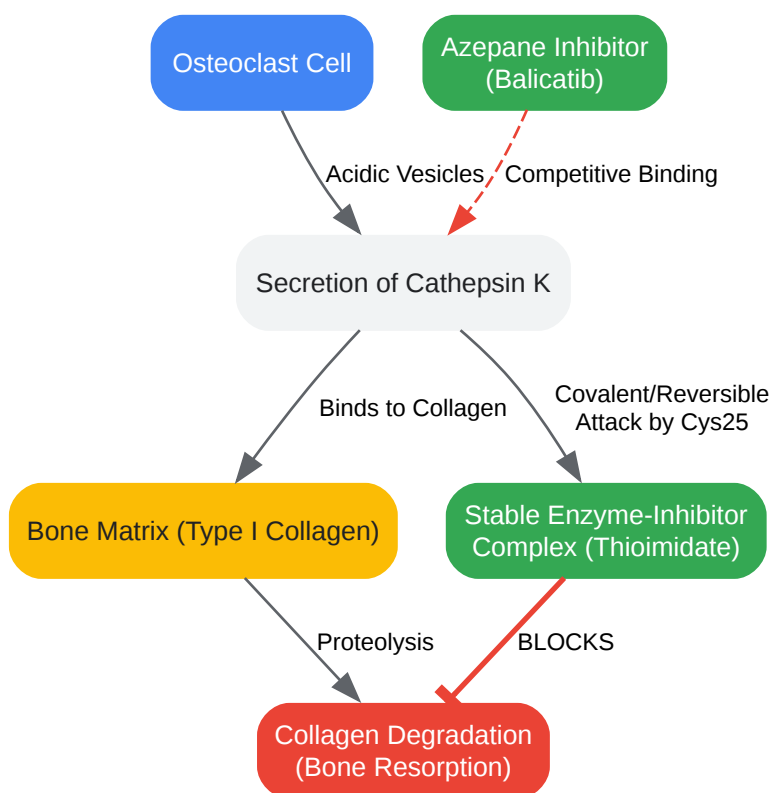 Osteoclast Cell
Azepane Inhibitor
(Balicatib)
Acidic Vesicles
Competitive Binding
Secretion of Cathepsin K
Binds to Collagen
Covalent/Reversible
Attack by Cys25
Bone Matrix (Type I Collagen)
Stable Enzyme-Inhibitor
Complex (Thioimidate)
Proteolysis
BLOCKS
Collagen Degradation
(Bone Resorption)